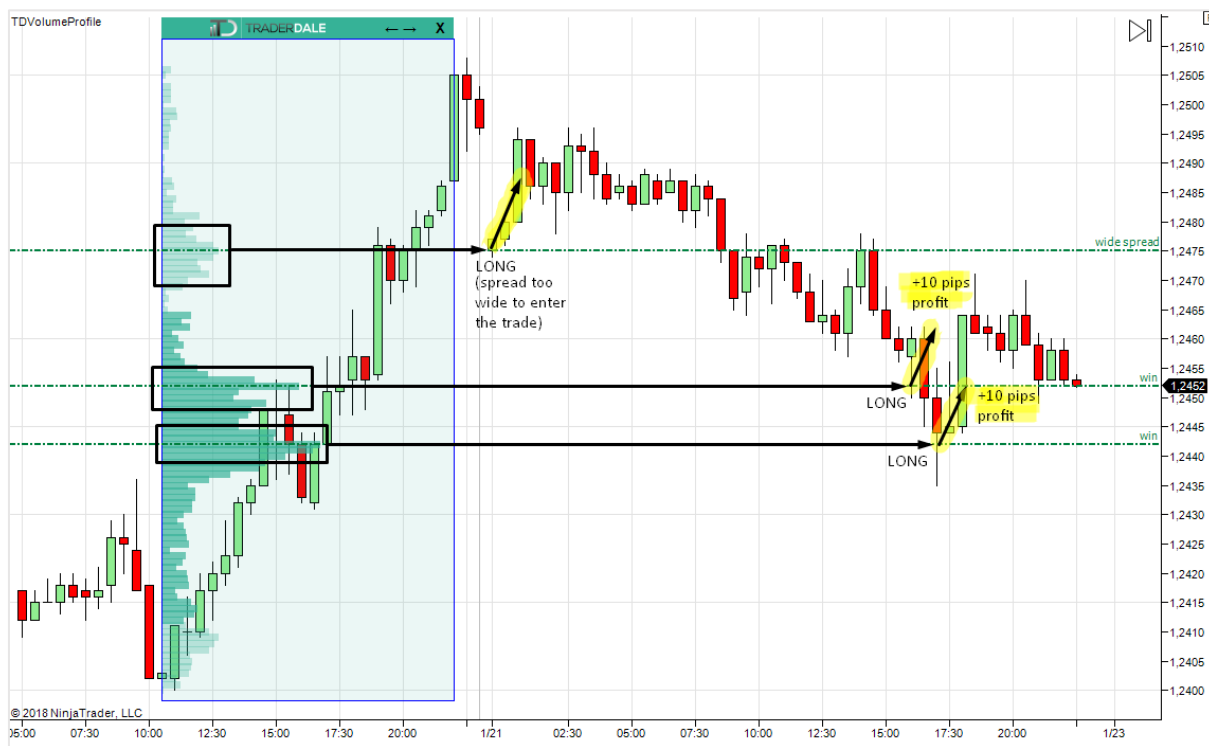 TDVolumeProfile
TD TRADERDALE ←→ X
wide spread
LONG
(spread too
wide to enter
the trade)
+10 pips
profit
win
LONG
+10 pips
profit
win
LONG
1,2510
1,2505
1,2500
1,2495
1,2490
1,2485
1,2480
1,2475
1,2470
1,2465
1,2460
1,2455
1,2452
1,2450
1,2445
1,2440
1,2435
1,2430
1,2425
1,2420
1,2415
1,2410
1,2405
1,2400
© 2018 NinjaTrader, LLC
05:00 07:30 10:00 12:30 15:00 17:30 20:00 1/21 02:30 05:00 07:30 10:00 12:30 15:00 17:30 20:00 1/23